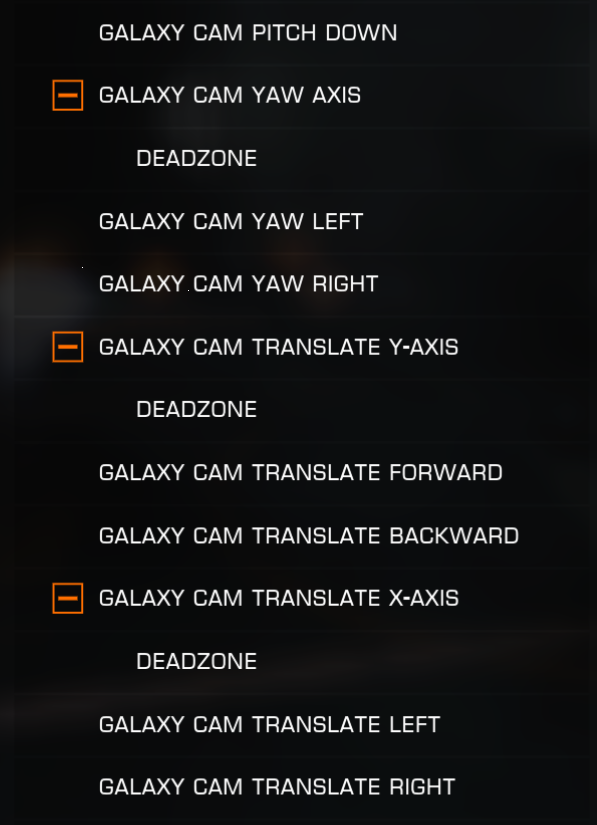 GALAXY CAM PITCH DOWN
GALAXY CAM YAW AXIS
DEADZONE
GALAXY CAM YAW LEFT
GALAXY CAM YAW RIGHT
GALAXY CAM TRANSLATE Y-AXIS
DEADZONE
GALAXY CAM TRANSLATE FORWARD
GALAXY CAM TRANSLATE BACKWARD
GALAXY CAM TRANSLATE X-AXIS
DEADZONE
GALAXY CAM TRANSLATE LEFT
GALAXY CAM TRANSLATE RIGHT